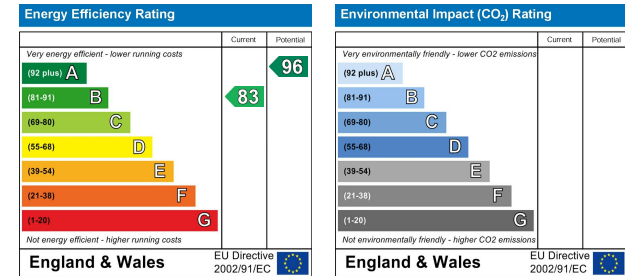 Energy Efficiency Rating
Current Potential
Very energy efficient - lower running costs
(92 plus) A
96
(81-91) B
83
(69-80) C
(55-68) D
(39-54) E
(21-38) F
(1-20) G
Not energy efficient - higher running costs
England & Wales
EU Directive
2002/91/EC
Environmental Impact (CO₂) Rating
Current Potential
Very environmentally friendly - lower CO2 emissions
(92 plus) A
(81-91) B
(69-80) C
(55-68) D
(39-54) E
(21-38) F
(1-20) G
Not environmentally friendly - higher CO2 emissions
England & Wales
EU Directive
2002/91/EC